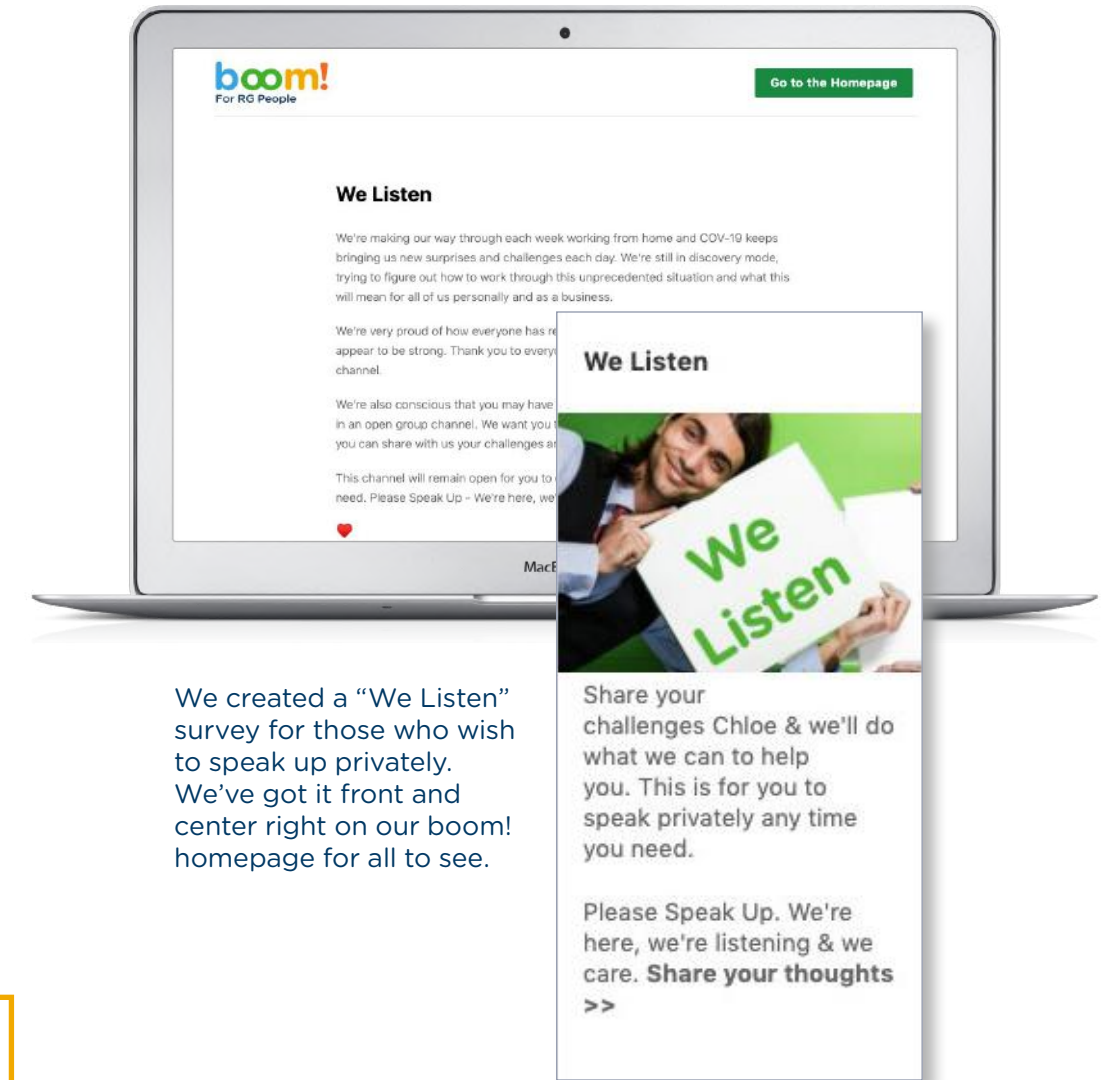 boom!
For RG People
Go to the Homepage
We Listen
We're making our way through each week working from home and COV-19 keeps
bringing us new surprises and challenges each day. We're still in discovery mode,
trying to figure out how to work through this unprecedented situation and what this
will mean for all of us personally and as a business.
We're very proud of how everyone has
appear to be strong. Thank you to
channel.
We're also conscious that you may have
in an open group channel. We want you
you can share with us your challenges
This channel will remain open for you to
need. Please Speak Up - We're here,
We Listen
We
Listen
Share your
challenges Chloe & we'll do
what we can to help
you. This is for you to
speak privately any time
you need.
Please Speak Up. We're
here, we're listening & we
care. Share your thoughts
>>
We created a “We Listen”
survey for those who wish
to speak up privately.
We’ve got it front and
center right on our boom!
homepage for all to see.